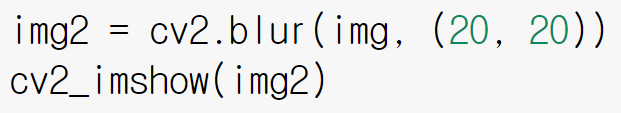 img2 = cv2.blur(img, (20, 20))
cv2_imshow(img2)